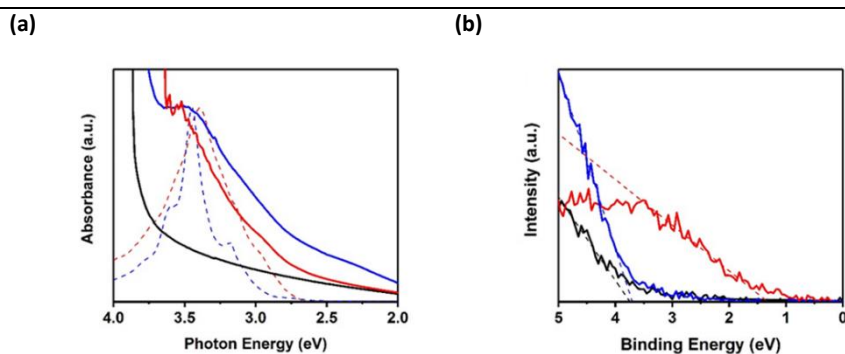 (a)
(b)
Absorbance (a.u.)
4.0 3.5 3.0 2.5 2.0
Photon Energy (eV)
Intensity (a.u.)
5 4 3 2 1 0
Binding Energy (eV)